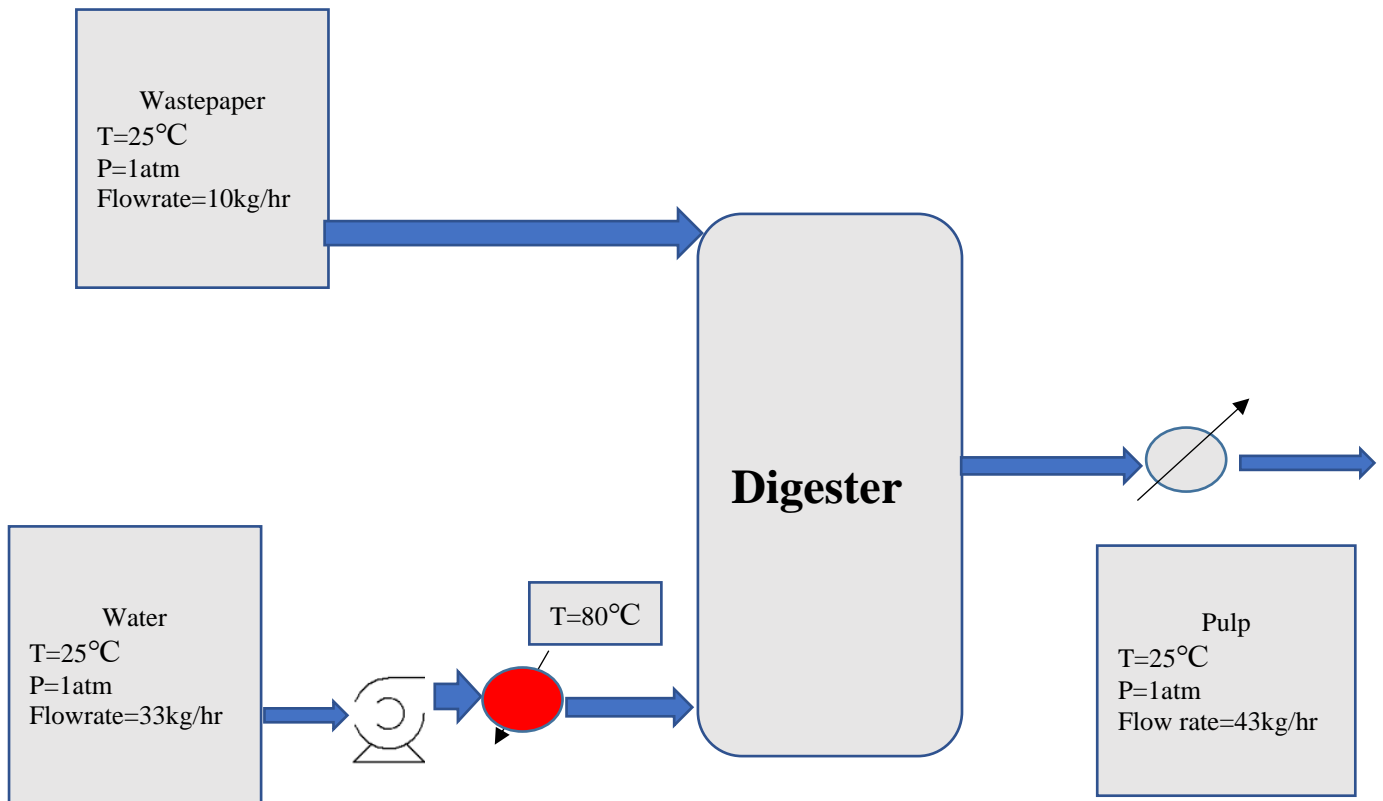 Wastepaper
T=25℃
P=1atm
Flowrate=10kg/hr
Digester
Water
T=25℃
P=1atm
Flowrate=33kg/hr
T=80℃
Pulp
T=25℃
P=1atm
Flow rate=43kg/hr